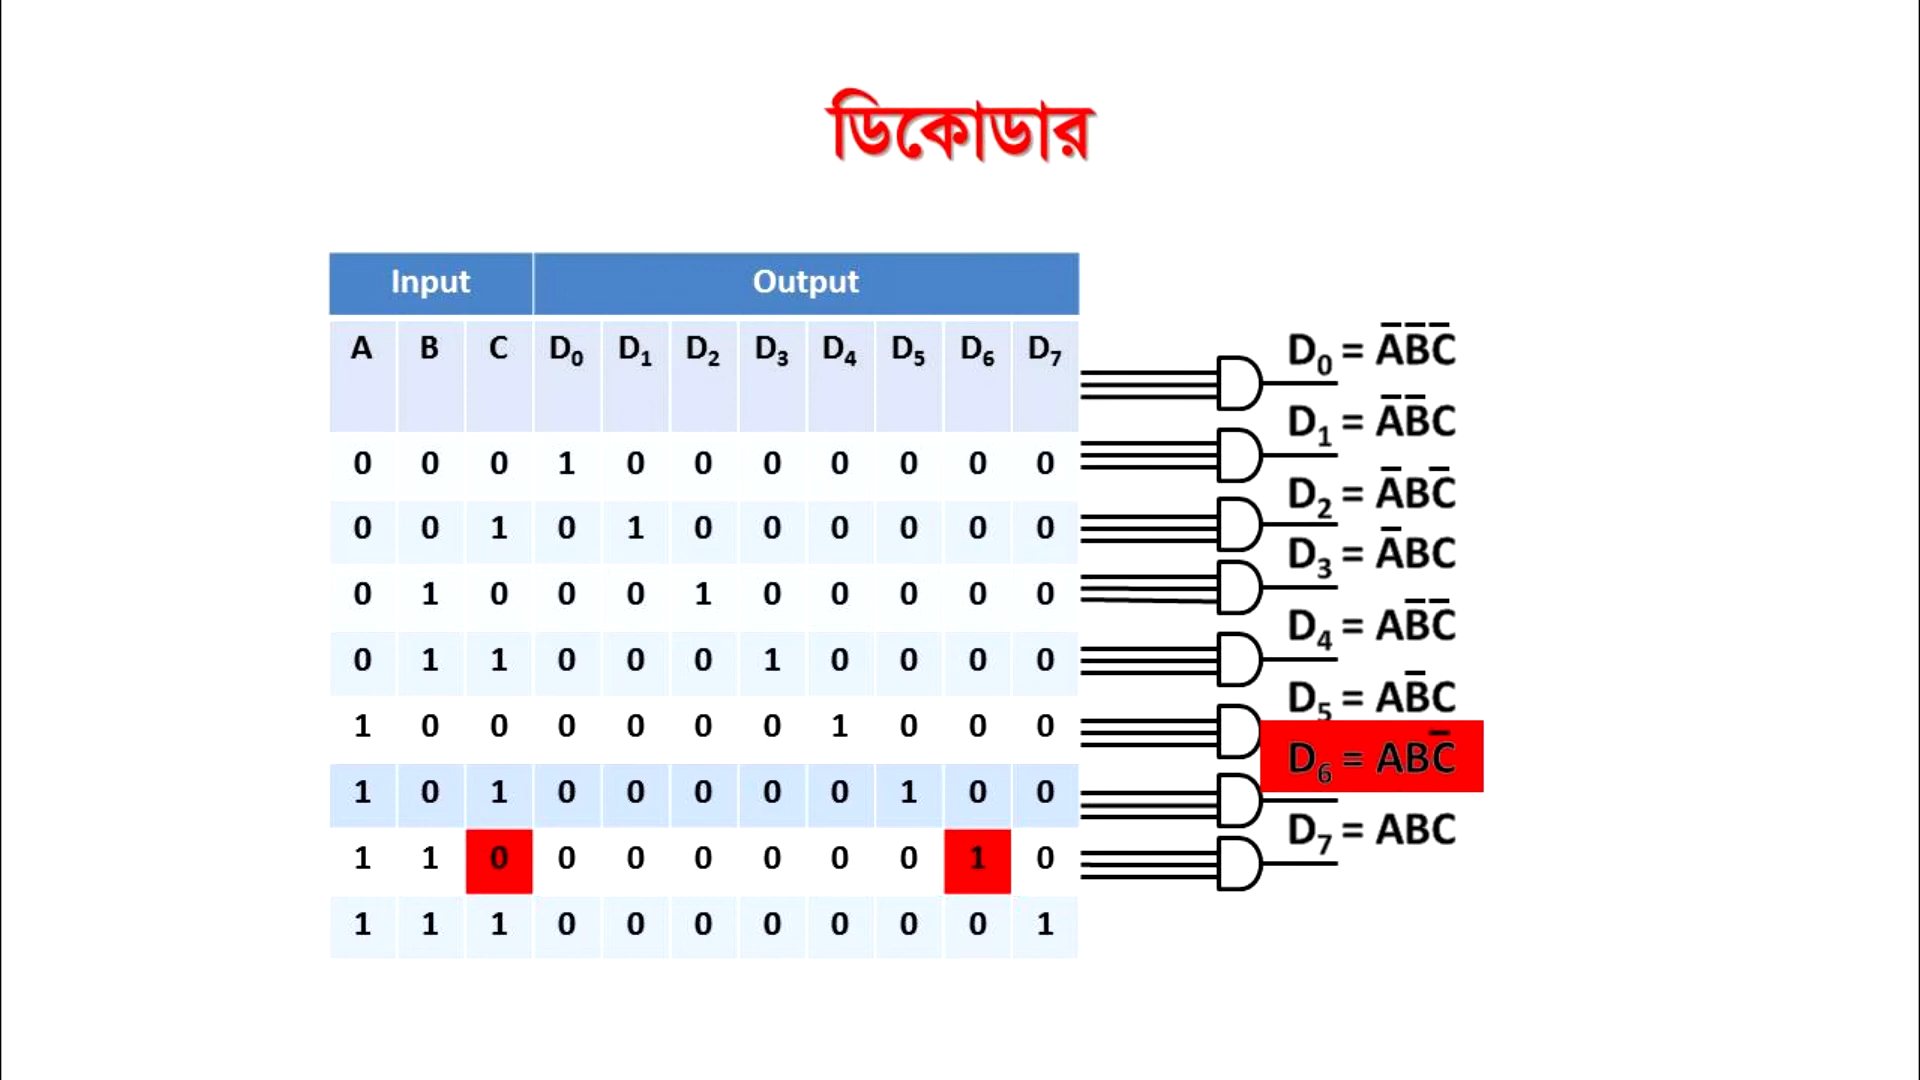 ডিকোডার
Input Output
A B C D₀ D₁ D₂ D₃ D₄ D₅ D₆ D₇
0 0 0 1 0 0 0 0 0 0 0
0 0 1 0 1 0 0 0 0 0 0
0 1 0 0 0 1 0 0 0 0 0
0 1 1 0 0 0 1 0 0 0 0
1 0 0 0 0 0 0 1 0 0 0
1 0 1 0 0 0 0 0 1 0 0
1 1 0 0 0 0 0 0 0 1 0
1 1 1 0 0 0 0 0 0 0 1
D₀ = A̅B̅C̅
D₁ = A̅B̅C
D₂ = A̅BC̅
D₃ = A̅BC
D₄ = AB̅C̅
D₅ = AB̅C
D₆ = ABC̅
D₇ = ABC